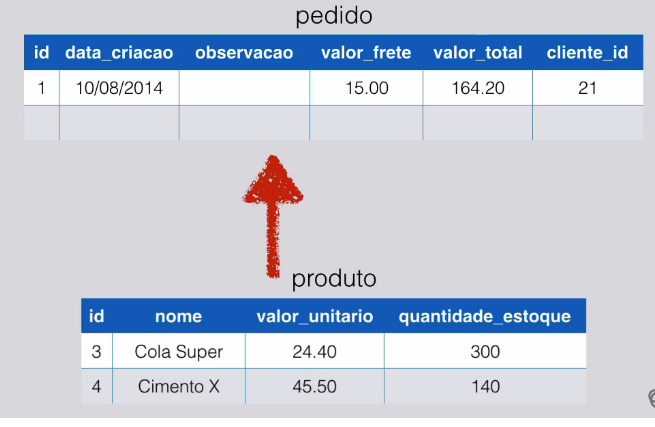 pedido
id data_criacao observacao valor_frete valor_total cliente_id
1 10/08/2014 15.00 164.20 21
produto
id nome valor_unitario quantidade_estoque
3 Cola Super 24.40 300
4 Cimento X 45.50 140